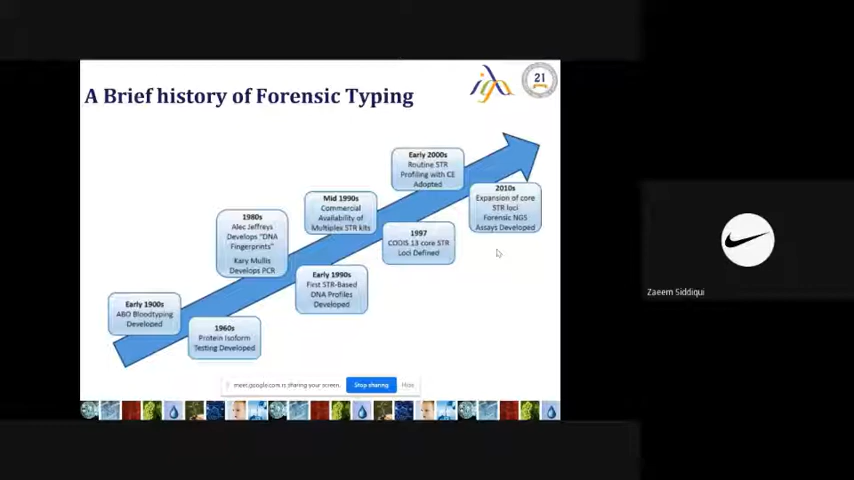 A Brief history of Forensic Typing
21
Early 1900s
ABO Bloodtyping
Developed
1960s
Protein Isoform
Testing Developed
1980s
Alec Jeffreys
Develops "DNA
Fingerprints"
Kary Mullis
Develops PCR
Early 1990s
First STR-Based
DNA Profiles
Developed
Mid 1990s
Commercial
Availability of
Multiplex STR kits
1997
CODIS 13 core STR
Loci Defined
Early 2000s
Routine STR
Profiling with CE
Adopted
2010s
Expansion of core
STR loci
Forensic NGS
Assays Developed
meet.google.com is sharing your screen.
Stop sharing
Hide
Zaeem Siddiqui